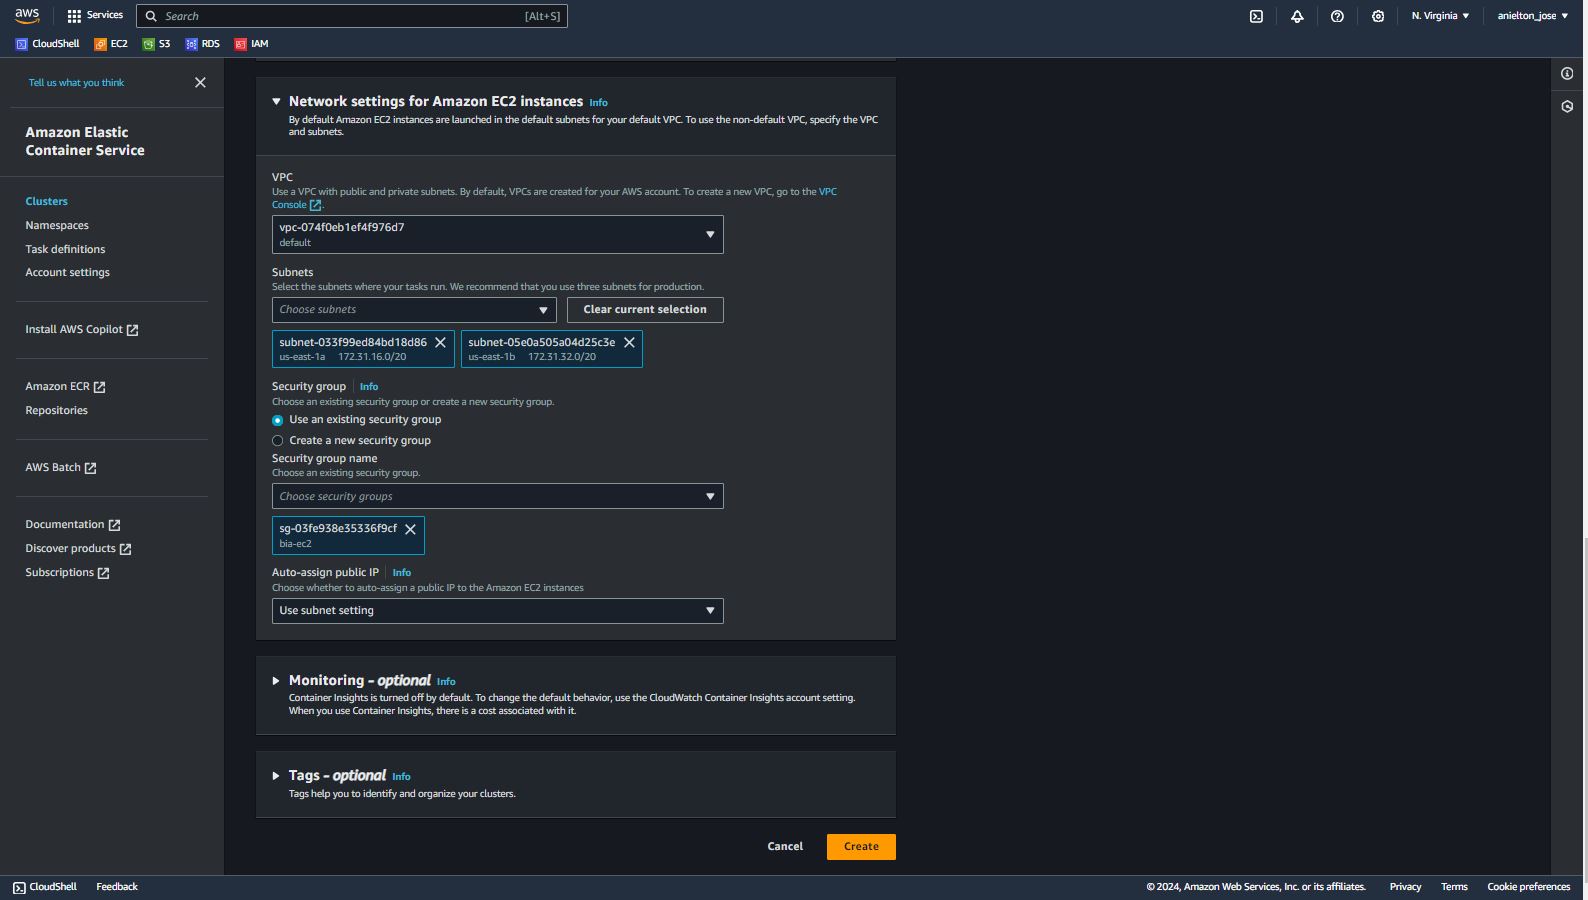 aws
Services
Search
[Alt+S]
N. Virginia
anielton_jose
CloudShell
EC2
S3
RDS
IAM
Tell us what you think
Amazon Elastic
Container Service
Clusters
Namespaces
Task definitions
Account settings
Install AWS Copilot
Amazon ECR
Repositories
AWS Batch
Documentation
Discover products
Subscriptions
Network settings for Amazon EC2 instances Info
By default Amazon EC2 instances are launched in the default subnets for your default VPC. To use the non-default VPC, specify the VPC
and subnets.
VPC
Use a VPC with public and private subnets. By default, VPCs are created for your AWS account. To create a new VPC, go to the VPC
Console.
vpc-074f0eb1ef4f976d7
default
Subnets
Select the subnets where your tasks run. We recommend that you use three subnets for production.
Choose subnets
Clear current selection
subnet-033f99ed84bd18d86
us-east-1a 172.31.16.0/20
subnet-05e0a505a04d25c3e
us-east-1b 172.31.32.0/20
Security group Info
Choose an existing security group or create a new security group.
Use an existing security group
Create a new security group
Security group name
Choose an existing security group.
Choose security groups
sg-03fe938e35336f9cf
bia-ec2
Auto-assign public IP Info
Choose whether to auto-assign a public IP to the Amazon EC2 instances
Use subnet setting
Monitoring - optional Info
Container Insights is turned off by default. To change the default behavior, use the CloudWatch Container Insights account setting.
When you use Container Insights, there is a cost associated with it.
Tags - optional Info
Tags help you to identify and organize your clusters.
Cancel
Create
CloudShell
Feedback
© 2024, Amazon Web Services, Inc. or its affiliates.
Privacy
Terms
Cookie preferences